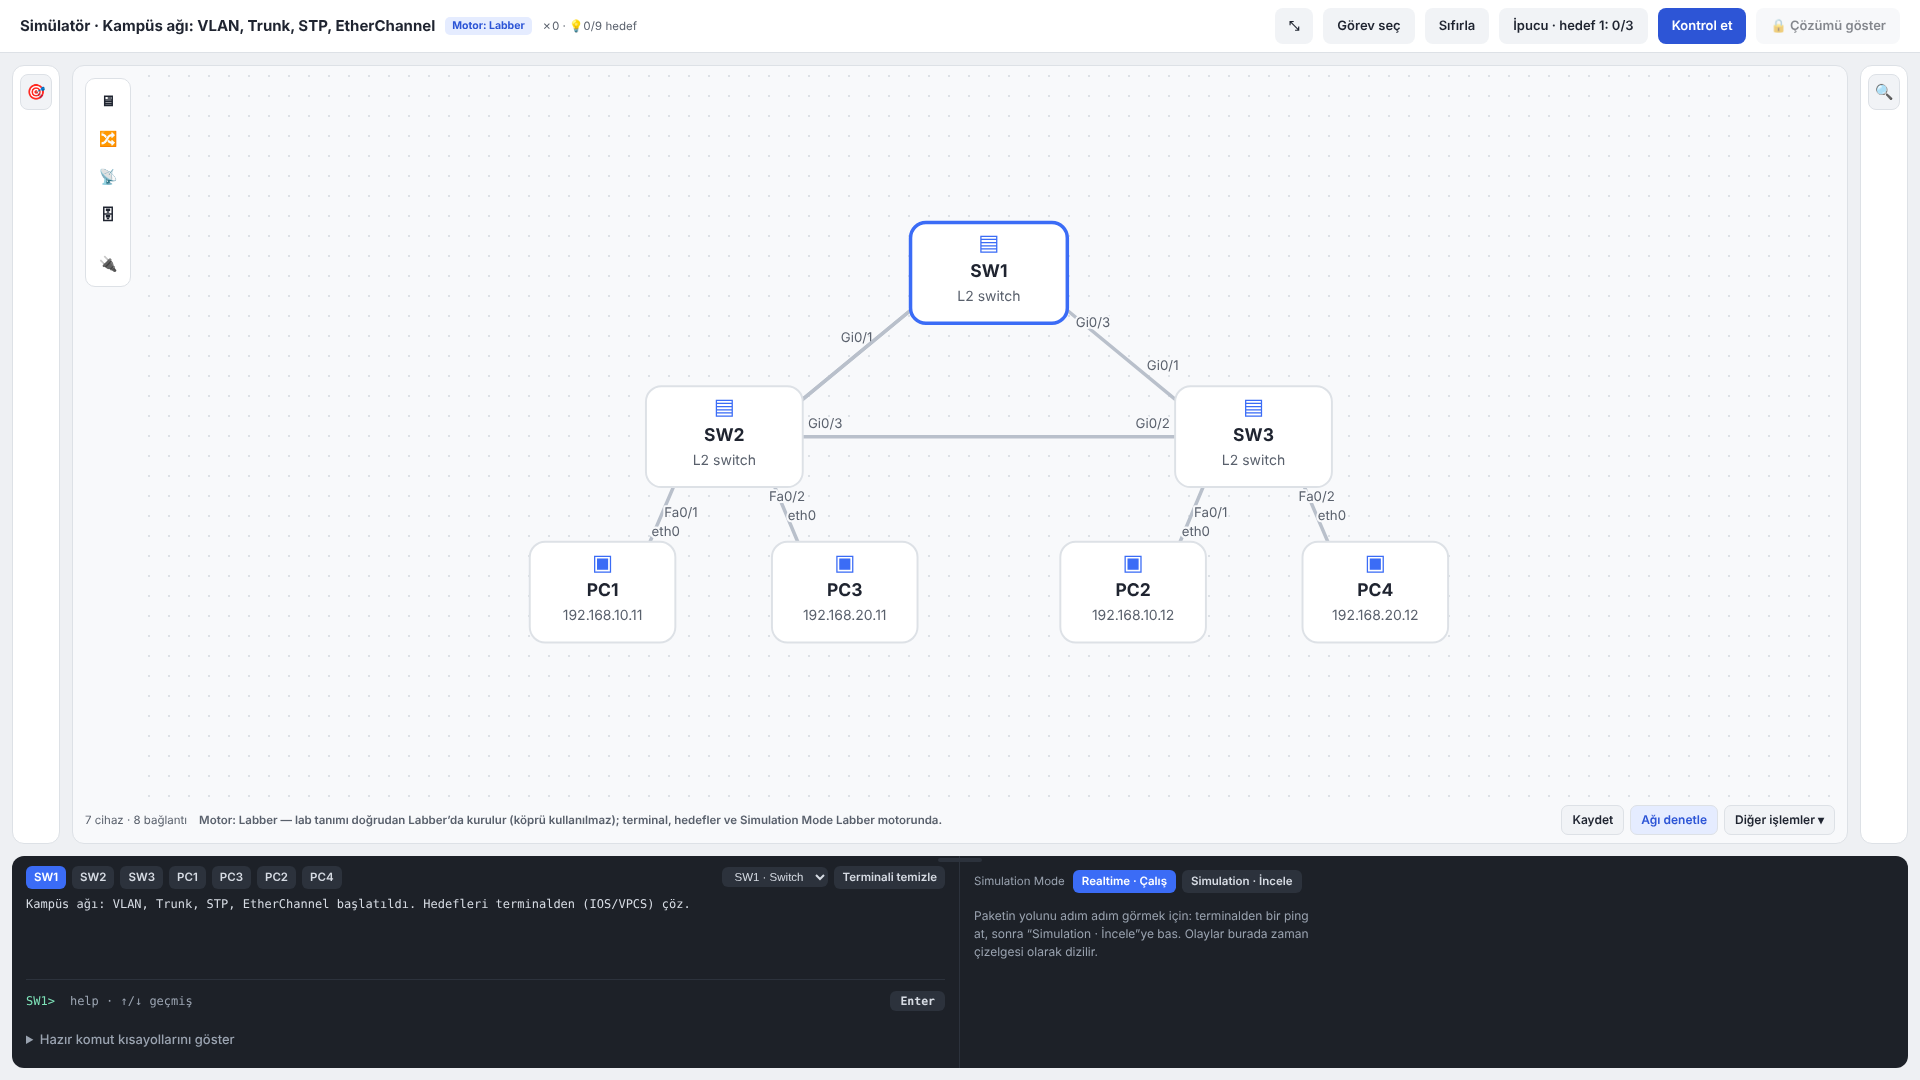 Simülatör · Kampüs ağı: VLAN, Trunk, STP, EtherChannel
Motor: Labber
×0 · 💡0/9 hedef
Görev seç
Sıfırla
İpucu · hedef 1: 0/3
Kontrol et
🔒 Çözümü göster
SW1
L2 switch
Gi0/1
Gi0/3
Gi0/1
SW2
L2 switch
Gi0/3
Gi0/2
SW3
L2 switch
Fa0/1
eth0
Fa0/2
eth0
Fa0/1
eth0
Fa0/2
eth0
PC1
192.168.10.11
PC3
192.168.20.11
PC2
192.168.10.12
PC4
192.168.20.12
7 cihaz · 8 bağlantı
Motor: Labber — lab tanımı doğrudan Labber’da kurulur (köprü kullanılmaz); terminal, hedefler ve Simulation Mode Labber motorunda.
Kaydet
Ağı denetle
Diğer işlemler ▾
SW1
SW2
SW3
PC1
PC3
PC2
PC4
SW1 · Switch
Terminali temizle
Kampüs ağı: VLAN, Trunk, STP, EtherChannel başlatıldı. Hedefleri terminalden (IOS/VPCS) çöz.
SW1> help · ↑/↓ geçmiş
Enter
▶ Hazır komut kısayollarını göster
Simulation Mode
Realtime · Çalış
Simulation · İncele
Paketin yolunu adım adım görmek için: terminalden bir ping
at, sonra “Simulation · İncele”ye bas. Olaylar burada zaman
çizelgesi olarak dizilir.